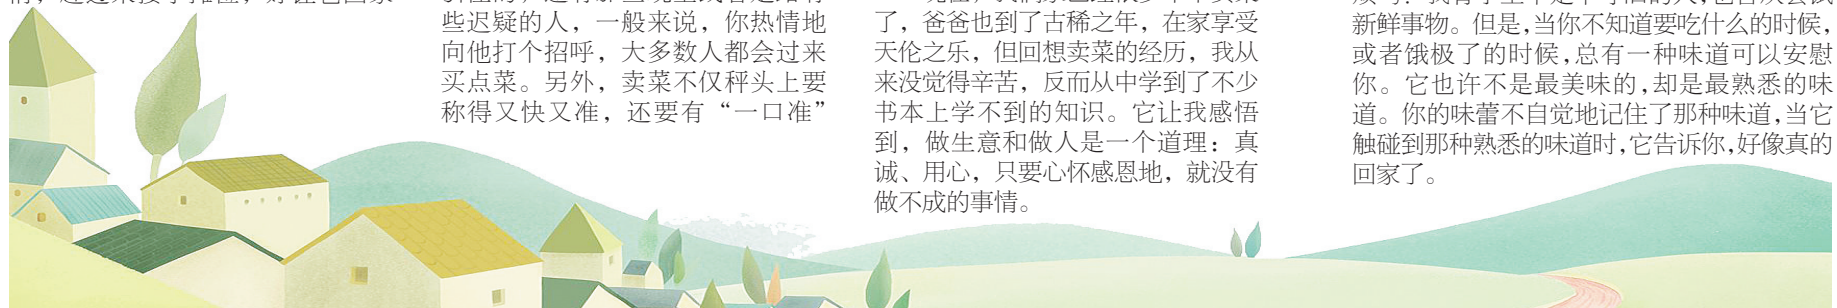 些迟疑的人，一般来说，你热情地
向他打个招呼，大多数人都会过来
买点菜。另外，卖菜不仅秤头上要
称得又快又准，还要有“一口准”
了，爸爸也到了古稀之年，在家享受
天伦之乐，但回想卖菜的经历，我从
来没觉得辛苦，反而从中学到了不少
书本上学不到的知识。它让我感悟
到，做生意和做人是一个道理：真
诚、用心，只要心怀感恩地，就没有
做不成的事情。
新鲜事物。但是，当你不知道要吃什么的时候，
或者饿极了的时候，总有一种味道可以安慰
你。它也许不是最美味的，却是最熟悉的味
道。你的味蕾不自觉地记住了那种味道，当它
触碰到那种熟悉的味道时，它告诉你，好像真的
回家了。